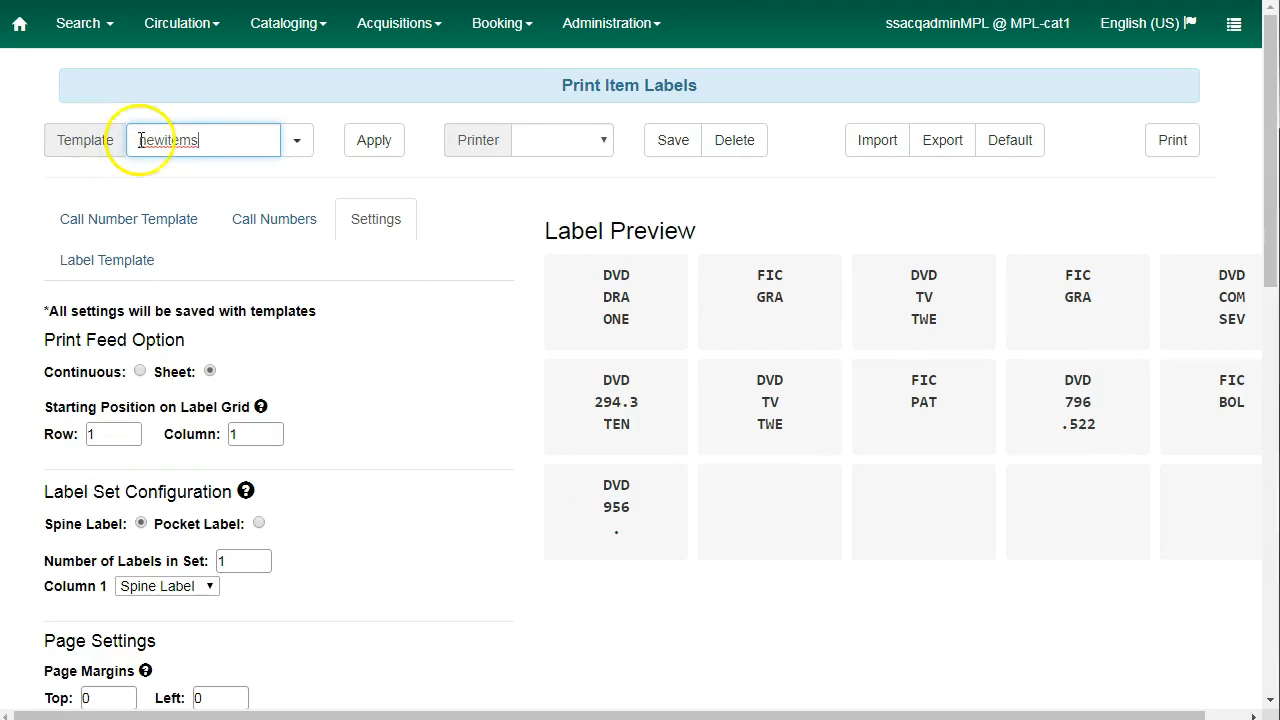 Search Circulation Cataloging Acquisitions Booking Administration ssacqadminMPL @ MPL-cat1 English (US)
Print Item Labels
Template newitems Apply Printer Save Delete Import Export Default Print
Call Number Template Call Numbers Settings
Label Template
*All settings will be saved with templates
Print Feed Option
Continuous: Sheet:
Starting Position on Label Grid ?
Row: 1 Column: 1
Label Set Configuration ?
Spine Label: Pocket Label:
Number of Labels in Set: 1
Column 1 Spine Label
Page Settings
Page Margins ?
Top: 0 Left: 0
Label Preview
DVD
DRA
ONE
FIC
GRA
DVD
TV
TWE
FIC
GRA
DVD
COM
SEV
DVD
294.3
TEN
DVD
TV
TWE
FIC
PAT
DVD
796
.522
FIC
BOL
DVD
956
.